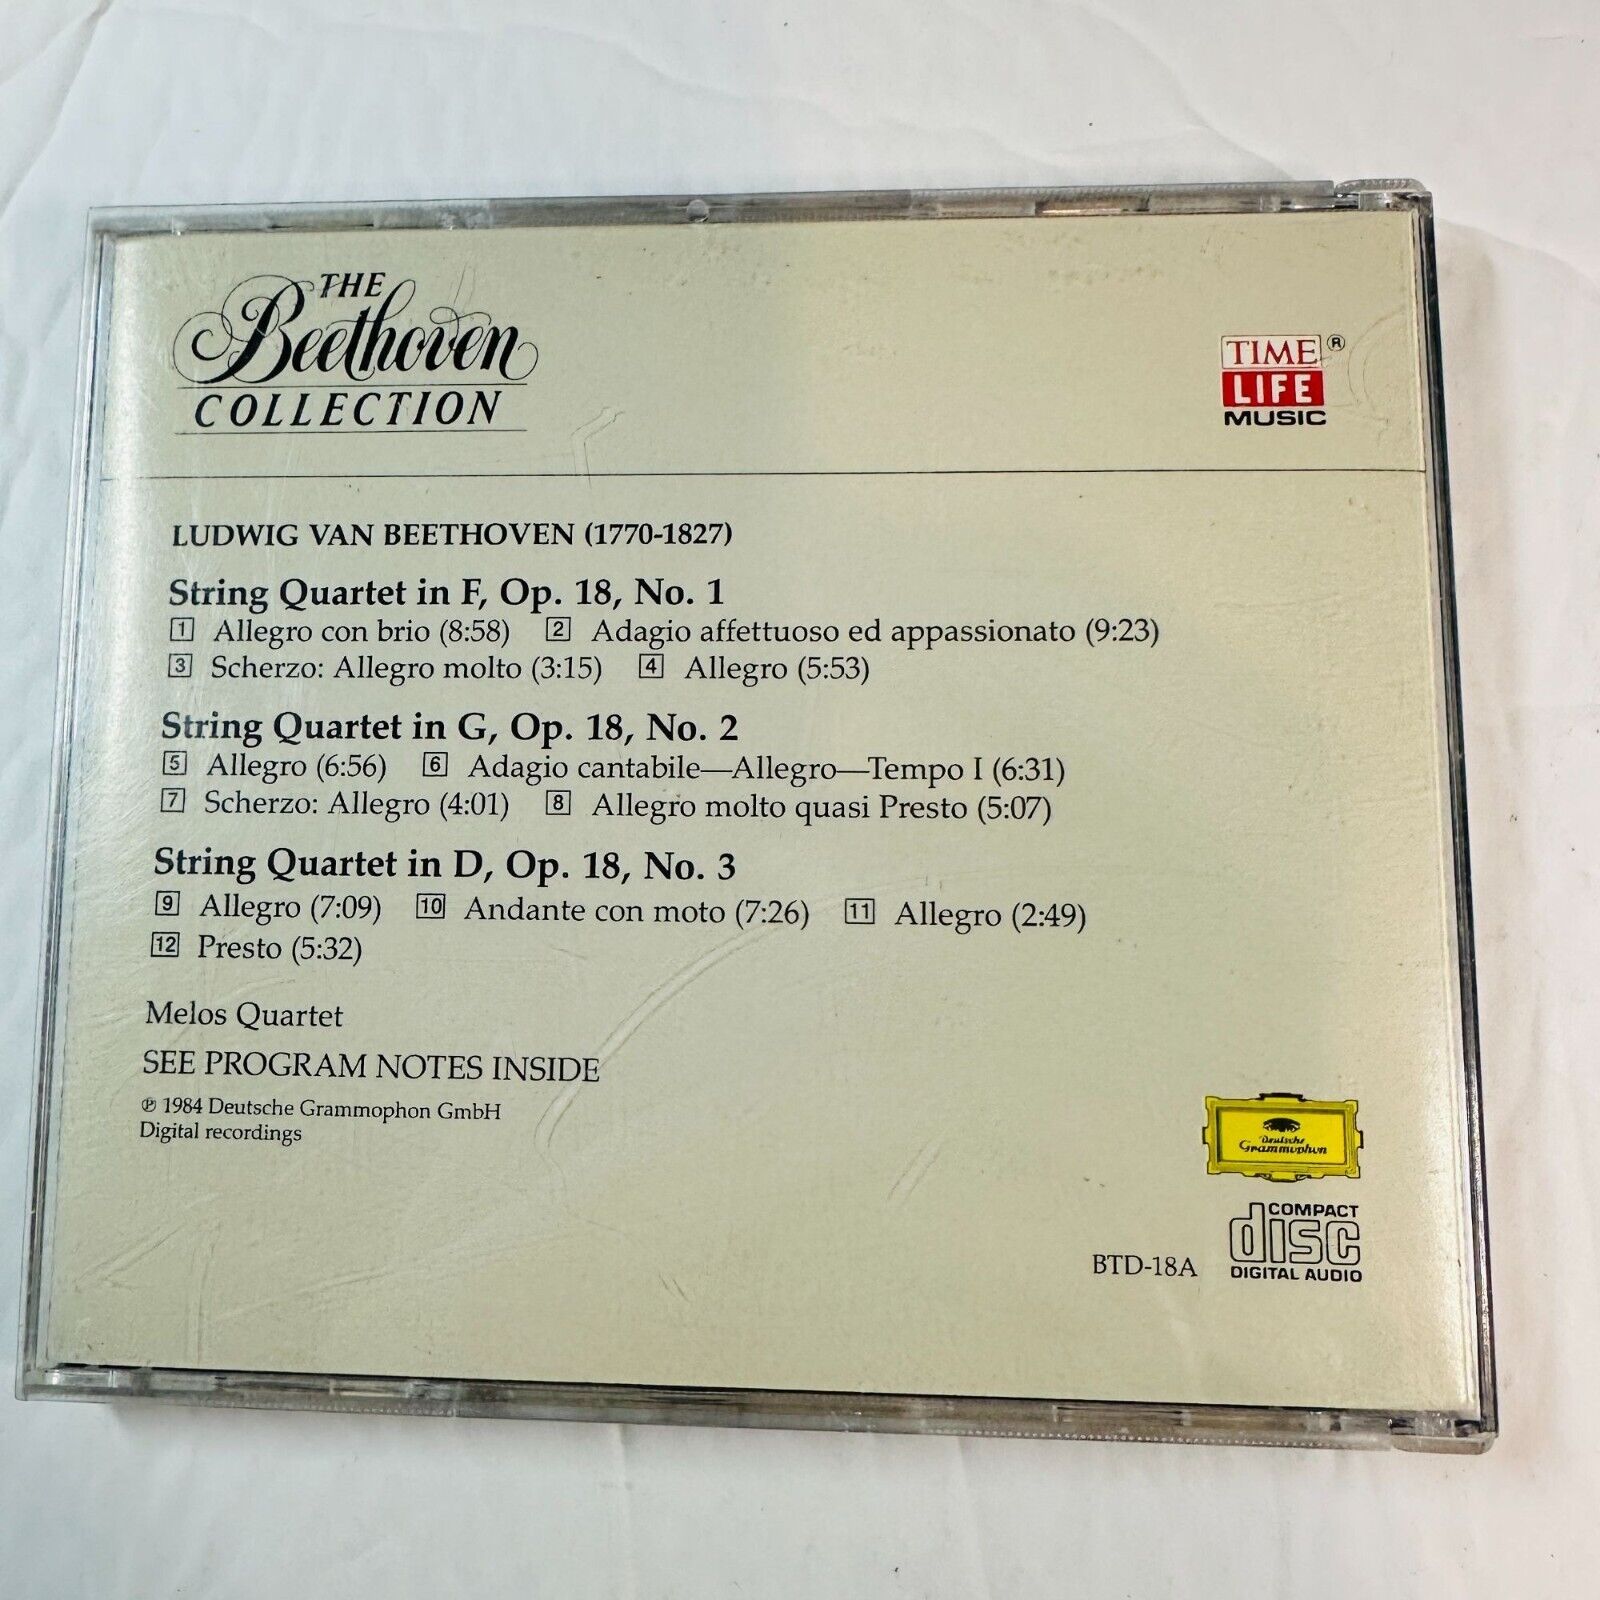 THE
Beethoven
COLLECTION
TIME ®
LIFE
MUSIC
LUDWIG VAN BEETHOVEN (1770-1827)
String Quartet in F, Op. 18, No. 1
1 Allegro con brio (8:58) 2 Adagio affettuoso ed appassionato (9:23)
3 Scherzo: Allegro molto (3:15) 4 Allegro (5:53)
String Quartet in G, Op. 18, No. 2
5 Allegro (6:56) 6 Adagio cantabile—Allegro—Tempo I (6:31)
7 Scherzo: Allegro (4:01) 8 Allegro molto quasi Presto (5:07)
String Quartet in D, Op. 18, No. 3
9 Allegro (7:09) 10 Andante con moto (7:26) 11 Allegro (2:49)
12 Presto (5:32)
Melos Quartet
SEE PROGRAM NOTES INSIDE
℗ 1984 Deutsche Grammophon GmbH
Digital recordings
Deutsche
Grammophon
BTD-18A
COMPACT
disc
DIGITAL AUDIO